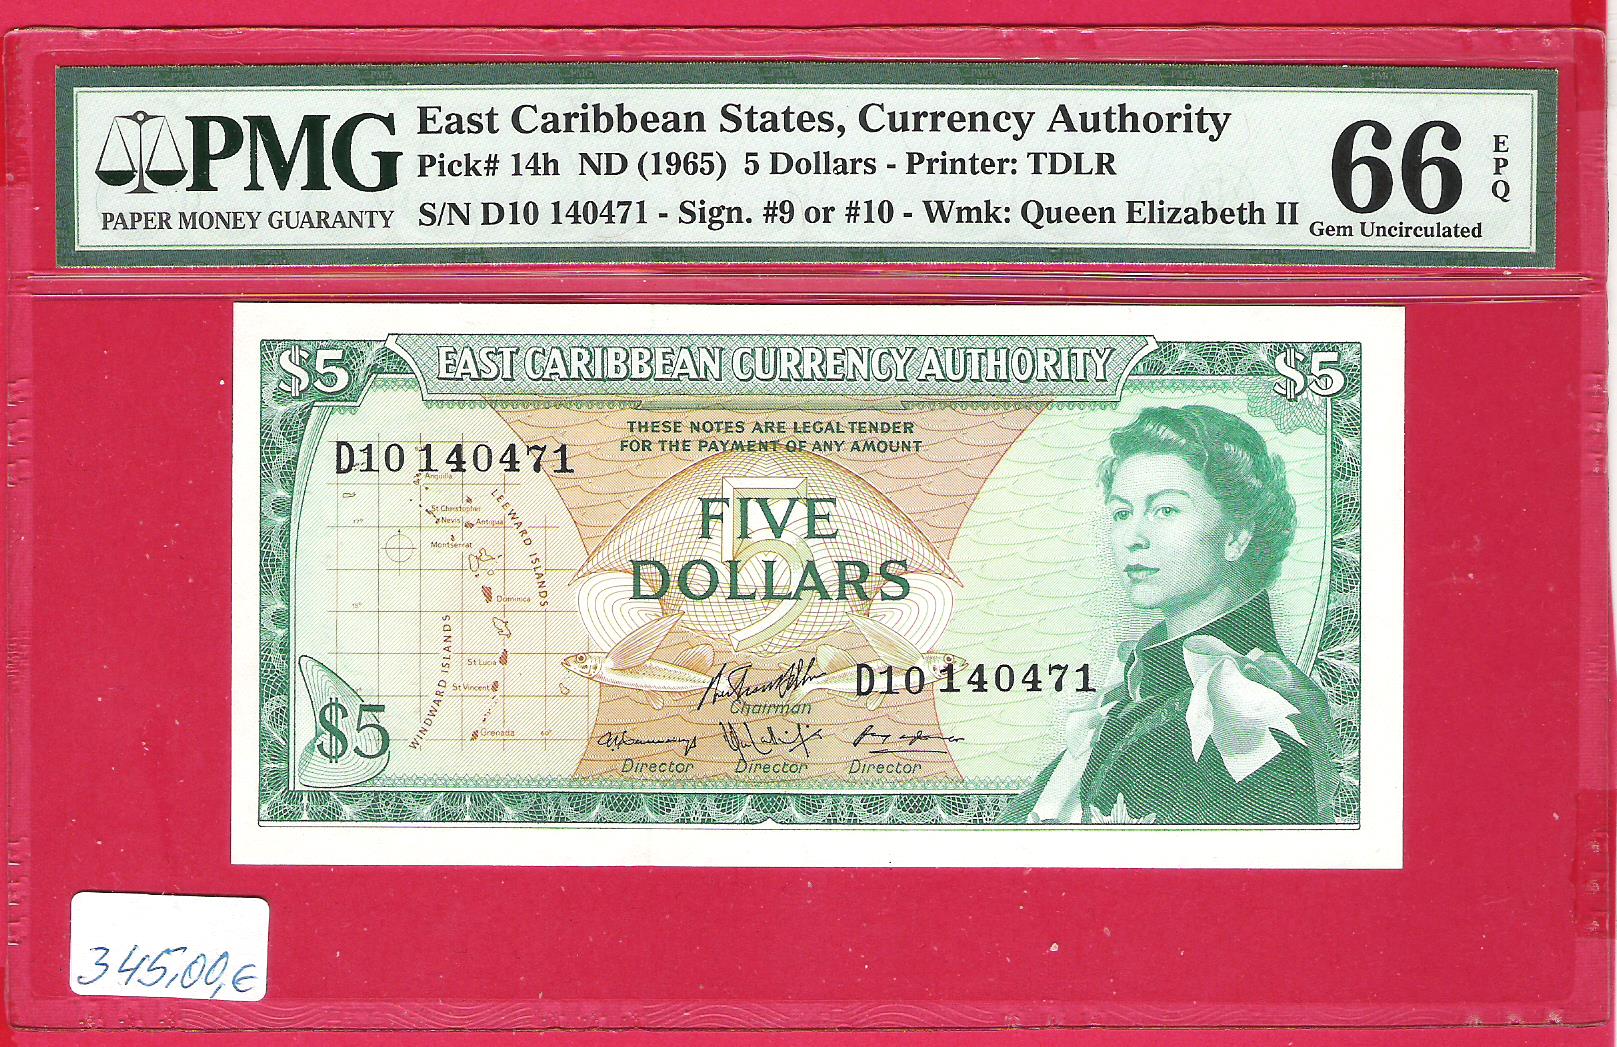 PMG
PAPER MONEY GUARANTY
East Caribbean States, Currency Authority
Pick# 14h ND (1965) 5 Dollars - Printer: TDLR
S/N D10 140471 - Sign. #9 or #10 - Wmk: Queen Elizabeth II
66
EPQ
Gem Uncirculated
$5
EAST CARIBBEAN CURRENCY AUTHORITY
$5
THESE NOTES ARE LEGAL TENDER
FOR THE PAYMENT OF ANY AMOUNT
D10 140471
Anguilla
St Christopher
Nevis
Antigua
LEEWARD ISLANDS
17°
Montserrat
Dominica
15°
WINDWARD ISLANDS
St Lucia
St Vincent
Grenada
60°
5
FIVE
DOLLARS
D10 140471
Chairman
Director
Director
Director
$5
345,00,€